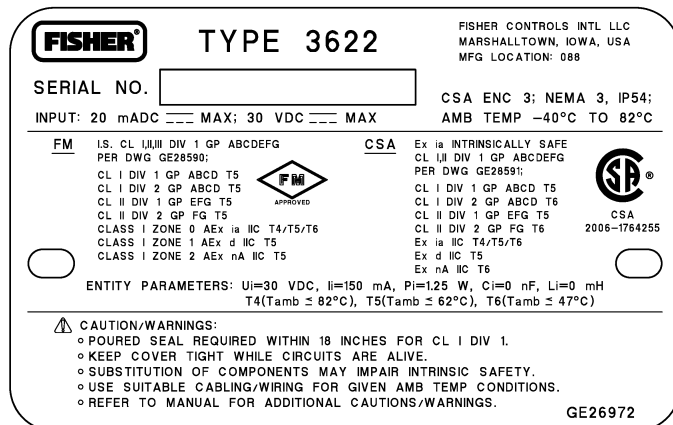 FISHER®
TYPE 3622
FISHER CONTROLS INTL LLC
MARSHALLTOWN, IOWA, USA
MFG LOCATION: 088
SERIAL NO.
INPUT: 20 mADC ⎓ MAX; 30 VDC ⎓ MAX
CSA ENC 3; NEMA 3, IP54;
AMB TEMP –40°C TO 82°C
FM
I.S. CL I,II,III DIV 1 GP ABCDEFG
PER DWG GE28590;
CL I DIV 1 GP ABCD T5
CL I DIV 2 GP ABCD T5
CL II DIV 1 GP EFG T5
CL II DIV 2 GP FG T5
CLASS I ZONE 0 AEx ia IIC T4/T5/T6
CLASS I ZONE 1 AEx d IIC T5
CLASS I ZONE 2 AEx nA IIC T5
FM
APPROVED
CSA
Ex ia INTRINSICALLY SAFE
CL I,II DIV 1 GP ABCDEFG
PER DWG GE28591;
CL I DIV 1 GP ABCD T5
CL I DIV 2 GP ABCD T6
CL II DIV 1 GP EFG T5
CL II DIV 2 GP FG T6
Ex ia IIC T4/T5/T6
Ex d IIC T5
Ex nA IIC T6
SA ®
CSA
2006-1764255
ENTITY PARAMETERS: Ui=30 VDC, Ii=150 mA, Pi=1.25 W, Ci=0 nF, Li=0 mH
T4(Tamb ≤ 82°C), T5(Tamb ≤ 62°C), T6(Tamb ≤ 47°C)
⚠ CAUTION/WARNINGS:
∘ POURED SEAL REQUIRED WITHIN 18 INCHES FOR CL I DIV 1.
∘ KEEP COVER TIGHT WHILE CIRCUITS ARE ALIVE.
∘ SUBSTITUTION OF COMPONENTS MAY IMPAIR INTRINSIC SAFETY.
∘ USE SUITABLE CABLING/WIRING FOR GIVEN AMB TEMP CONDITIONS.
∘ REFER TO MANUAL FOR ADDITIONAL CAUTIONS/WARNINGS.
GE26972